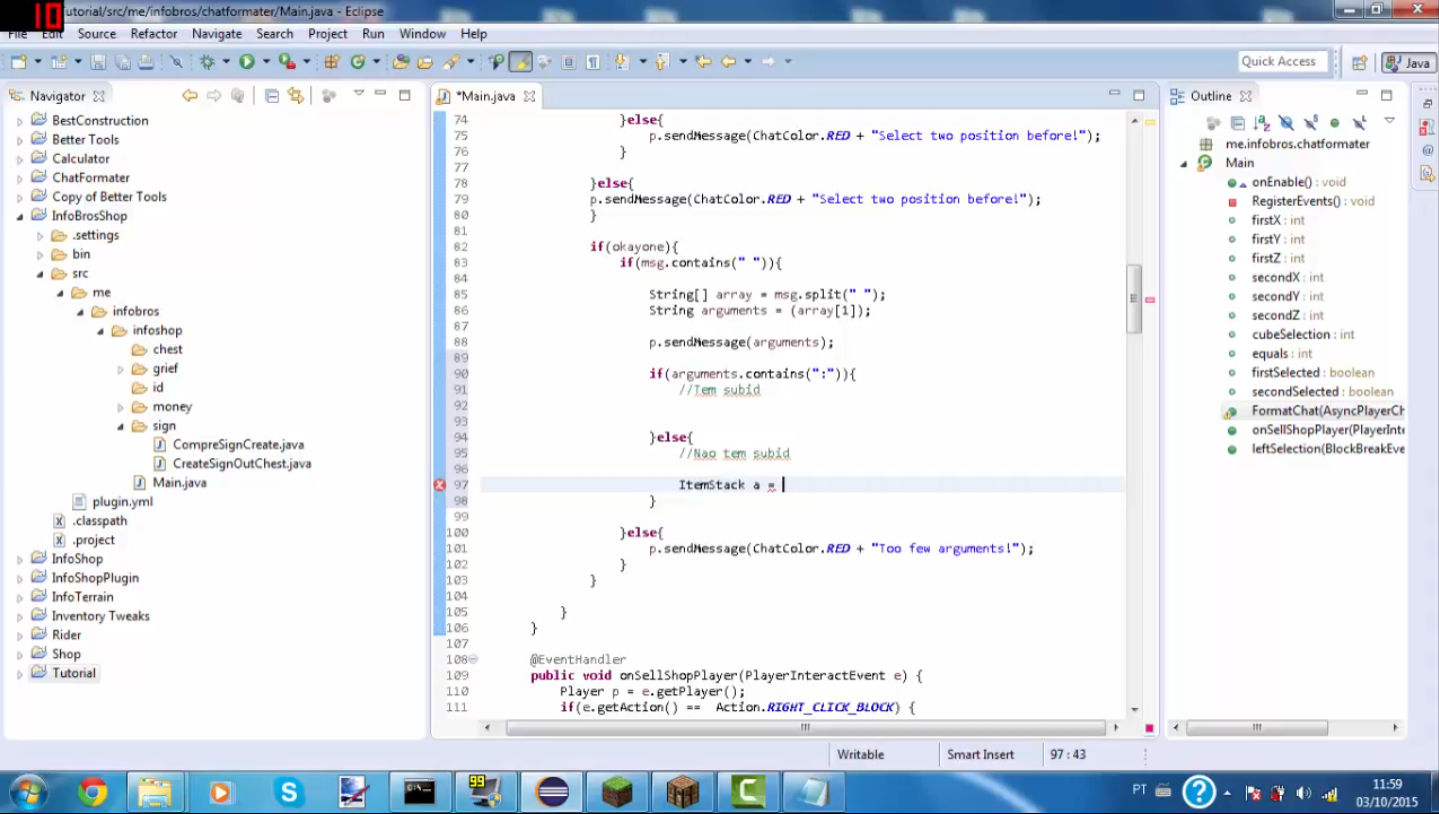 10
utorial/src/me/infobros/chatformater/Main.java - Eclipse
File Edit Source Refactor Navigate Search Project Run Window Help
Quick Access
Java
Navigator
BestConstruction
Better Tools
Calculator
ChatFormater
Copy of Better Tools
InfoBrosShop
.settings
bin
src
me
infobros
infoshop
chest
grief
id
money
sign
CompreSignCreate.java
CreateSignOutChest.java
Main.java
plugin.yml
.classpath
.project
InfoShop
InfoShopPlugin
InfoTerrain
Inventory Tweaks
Rider
Shop
Tutorial
*Main.java
74 }else{
75 p.sendMessage(ChatColor.RED + "Select two position before!");
76 }
77
78 }else{
79 p.sendMessage(ChatColor.RED + "Select two position before!");
80 }
81
82 if(okayone){
83 if(msg.contains(" ")){
84
85 String[] array = msg.split(" ");
86 String arguments = (array[1]);
87
88 p.sendMessage(arguments);
89
90 if(arguments.contains(":")){
91 //Tem subid
92
93
94 }else{
95 //Nao tem subid
96
97 ItemStack a =
98 }
99
100 }else{
101 p.sendMessage(ChatColor.RED + "Too few arguments!");
102 }
103 }
104
105 }
106 }
107
108 @EventHandler
109 public void onSellShopPlayer(PlayerInteractEvent e) {
110 Player p = e.getPlayer();
111 if(e.getAction() == Action.RIGHT_CLICK_BLOCK) {
Outline
me.infobros.chatformater
Main
onEnable() : void
RegisterEvents() : void
firstX : int
firstY : int
firstZ : int
secondX : int
secondY : int
secondZ : int
cubeSelection : int
equals : int
firstSelected : boolean
secondSelected : boolean
FormatChat(AsyncPlayerCh
onSellShopPlayer(PlayerInte
leftSelection(BlockBreakEve
Writable
Smart Insert
97 : 43
99
PT
11:59
03/10/2015